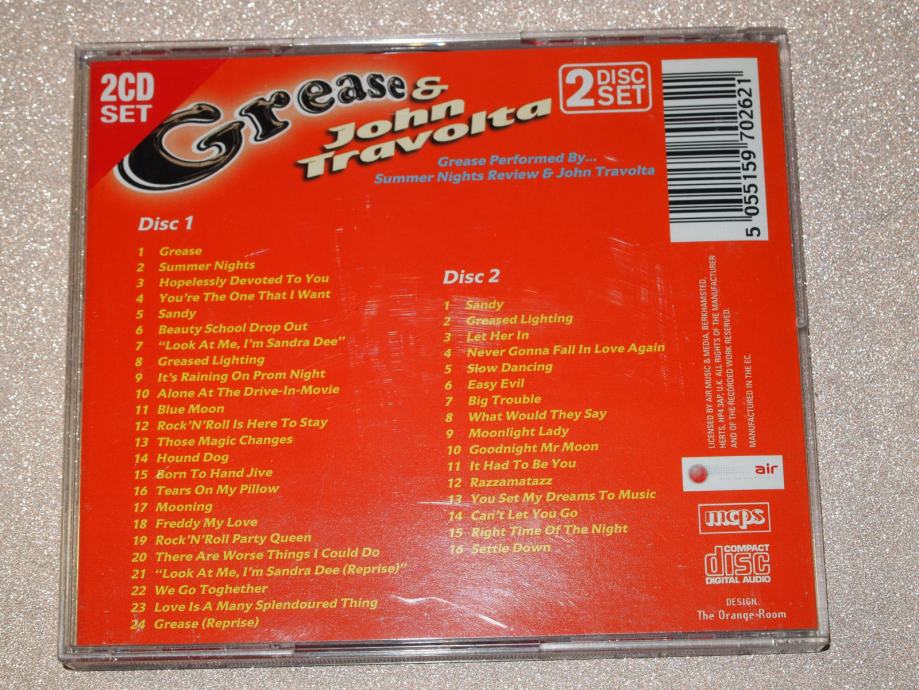 2CD
SET
Grease &
John
Travolta
2 DISC
SET
Grease Performed By...
Summer Nights Review & John Travolta
5 055159 702621
Disc 1
1 Grease
2 Summer Nights
3 Hopelessly Devoted To You
4 You're The One That I Want
5 Sandy
6 Beauty School Drop Out
7 "Look At Me, I'm Sandra Dee"
8 Greased Lighting
9 It's Raining On Prom Night
10 Alone At The Drive-In-Movie
11 Blue Moon
12 Rock'N'Roll Is Here To Stay
13 Those Magic Changes
14 Hound Dog
15 Born To Hand Jive
16 Tears On My Pillow
17 Mooning
18 Freddy My Love
19 Rock'N'Roll Party Queen
20 There Are Worse Things I Could Do
21 "Look At Me, I'm Sandra Dee (Reprise)"
22 We Go Toghether
23 Love Is A Many Splendoured Thing
24 Grease (Reprise)
Disc 2
1 Sandy
2 Greased Lighting
3 Let Her In
4 Never Gonna Fall In Love Again
5 Slow Dancing
6 Easy Evil
7 Big Trouble
8 What Would They Say
9 Moonlight Lady
10 Goodnight Mr Moon
11 It Had To Be You
12 Razzamatazz
13 You Set My Dreams To Music
14 Can't Let You Go
15 Right Time Of The Night
16 Settle Down
LICENSED BY AIR MUSIC & MEDIA, BERKHAMSTED,
HERTS, HP4 3AP, U.K. ALL RIGHTS OF THE MANUFACTURER
AND OF THE RECORDED WORK RESERVED.
MANUFACTURED IN THE EC.
air
mcps
COMPACT
disc
DIGITAL AUDIO
DESIGN.
The Orange Room